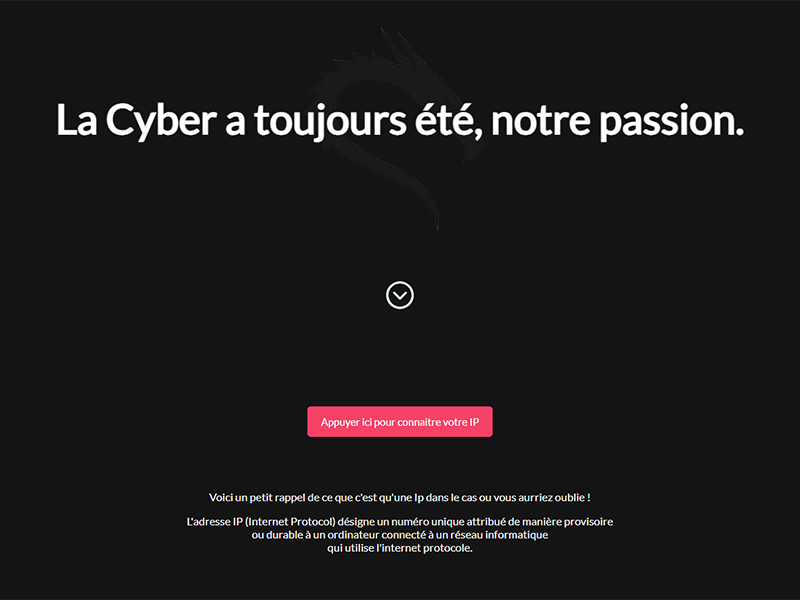 La Cyber a toujours été, notre passion.
Appuyer ici pour connaitre votre IP
Voici un petit rappel de ce que c'est qu'une Ip dans le cas ou vous aurriez oublie !
L'adresse IP (Internet Protocol) désigne un numéro unique attribué de manière provisoire
ou durable à un ordinateur connecté à un réseau informatique
qui utilise l'internet protocole.